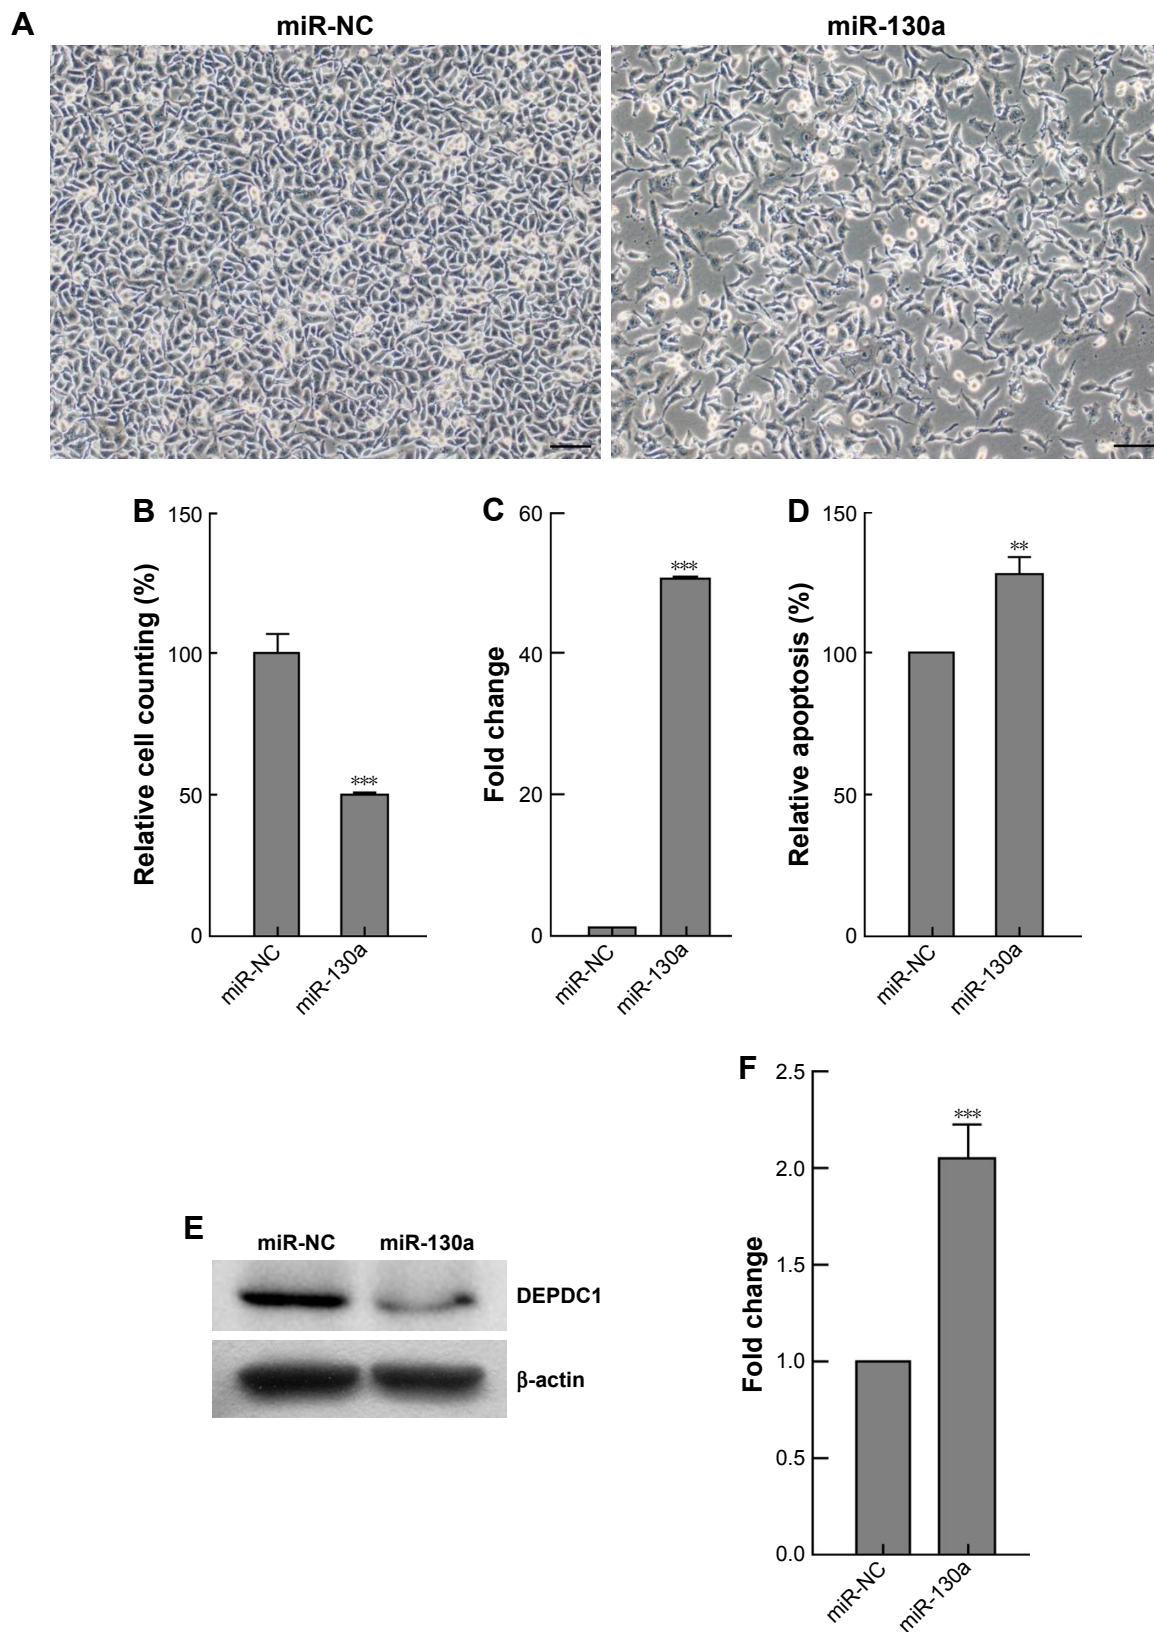 A
miR-NC
miR-130a
B
Relative cell counting (%)
150
100
50
0
***
miR-NC
miR-130a
C
Fold change
60
40
20
0
***
miR-NC
miR-130a
D
Relative apoptosis (%)
150
100
50
0
**
miR-NC
miR-130a
E
miR-NC miR-130a
DEPDC1
β-actin
F
Fold change
2.5
2.0
1.5
1.0
0.5
0.0
***
miR-NC
miR-130a